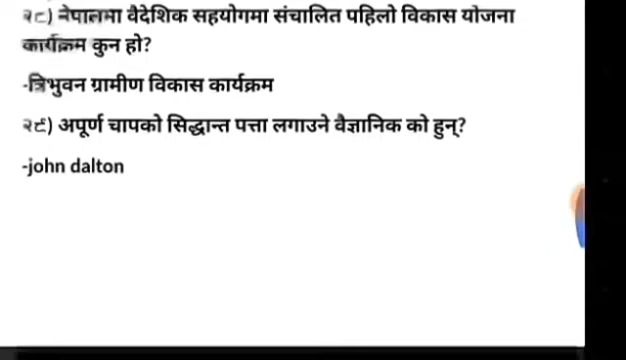 २८) नेपालमा वैदेशिक सहयोगमा संचालित पहिलो विकास योजना
कार्यक्रम कुन हो?
-त्रिभुवन ग्रामीण विकास कार्यक्रम
२९) अपूर्ण चापको सिद्धान्त पत्ता लगाउने वैज्ञानिक को हुन्?
-john dalton